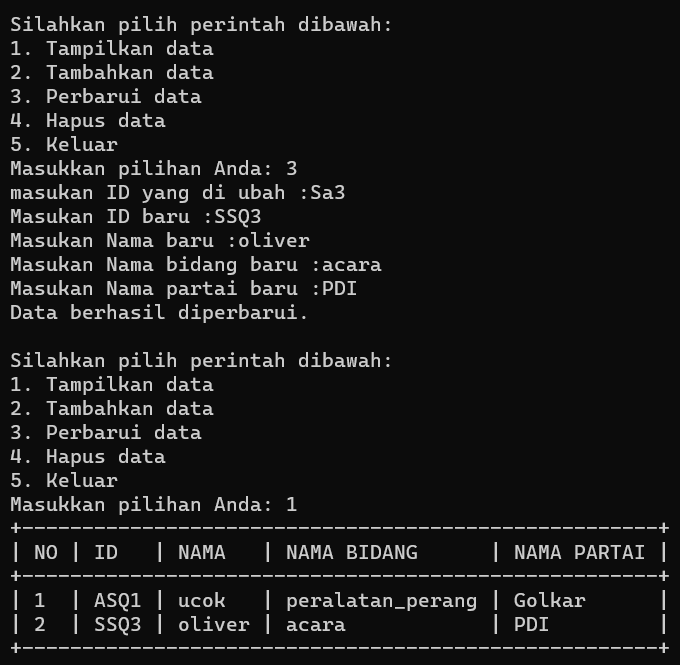 Silahkan pilih perintah dibawah:
1. Tampilkan data
2. Tambahkan data
3. Perbarui data
4. Hapus data
5. Keluar
Masukkan pilihan Anda: 3
masukan ID yang di ubah :Sa3
Masukan ID baru :SSQ3
Masukan Nama baru :oliver
Masukan Nama bidang baru :acara
Masukan Nama partai baru :PDI
Data berhasil diperbarui.

Silahkan pilih perintah dibawah:
1. Tampilkan data
2. Tambahkan data
3. Perbarui data
4. Hapus data
5. Keluar
Masukkan pilihan Anda: 1
+-----------------------------------------------------+
| NO | ID   | NAMA   | NAMA BIDANG      | NAMA PARTAI |
+-----------------------------------------------------+
| 1  | ASQ1 | ucok   | peralatan_perang | Golkar      |
| 2  | SSQ3 | oliver | acara            | PDI         |
+-----------------------------------------------------+